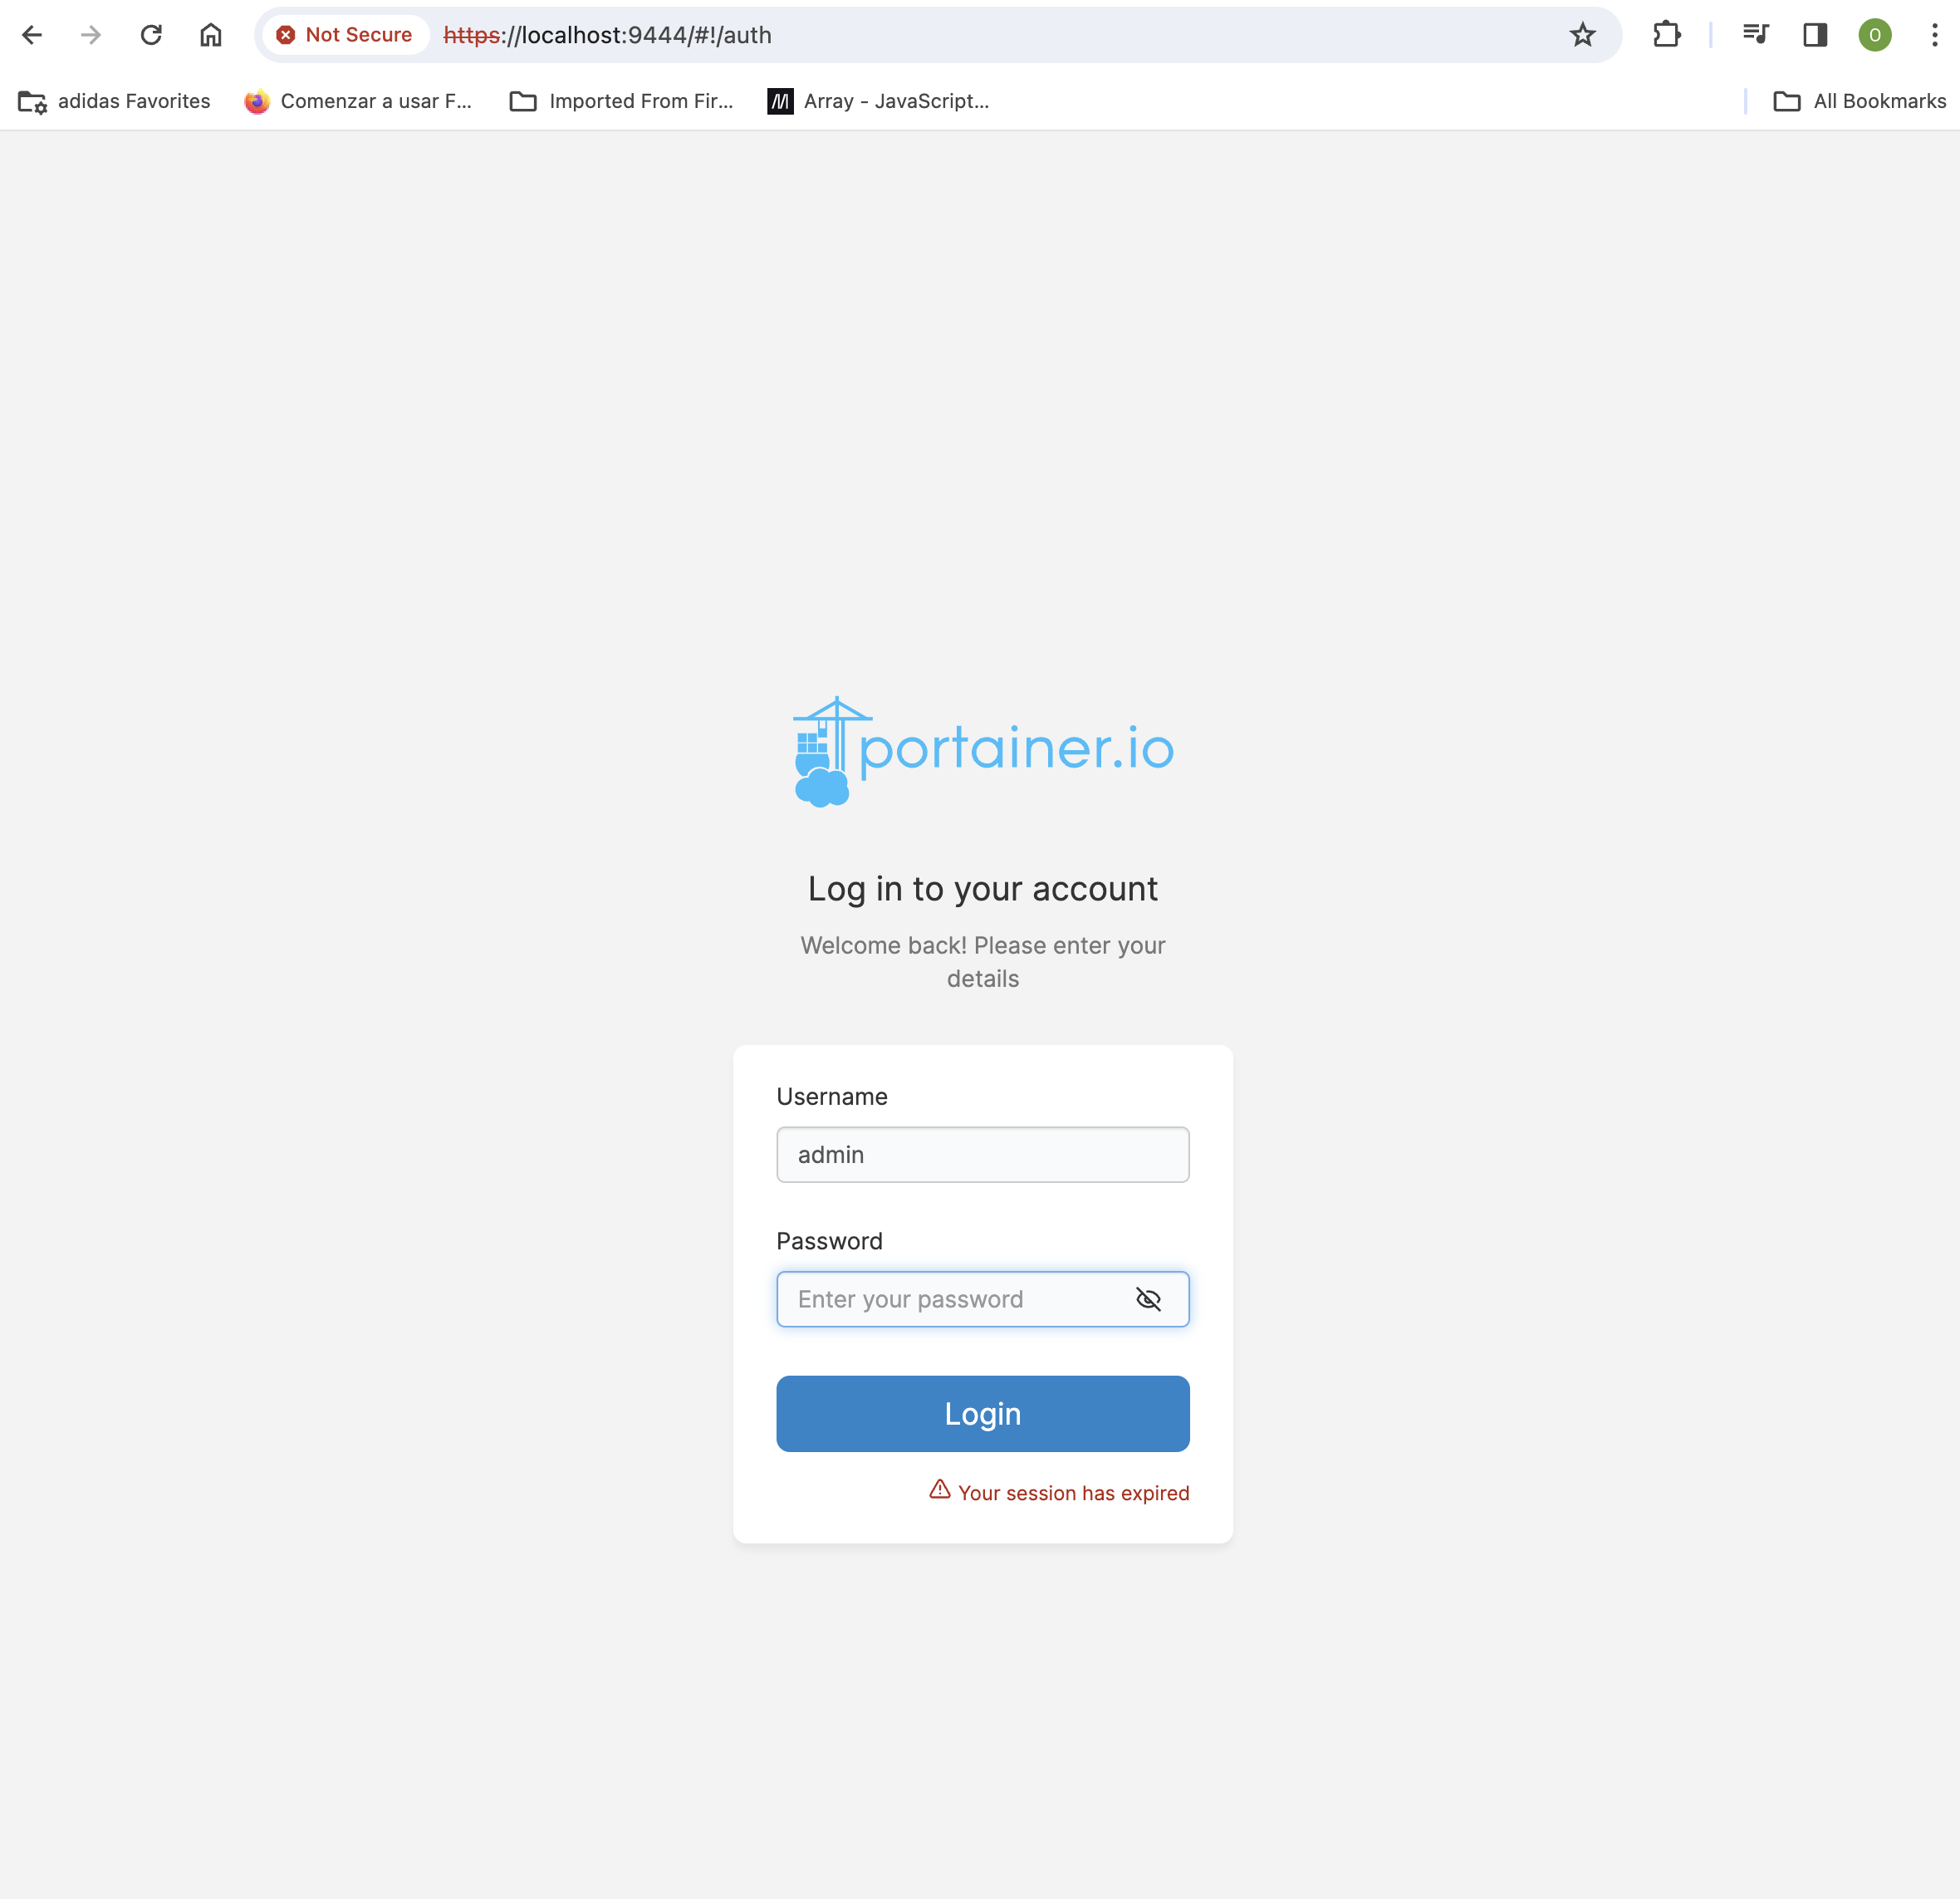 Not Secure https://localhost:9444/#!/auth O
adidas Favorites Comenzar a usar F... Imported From Fir... Array - JavaScript... All Bookmarks
portainer.io
Log in to your account
Welcome back! Please enter your
details
Username
admin
Password
Enter your password
Login
Your session has expired